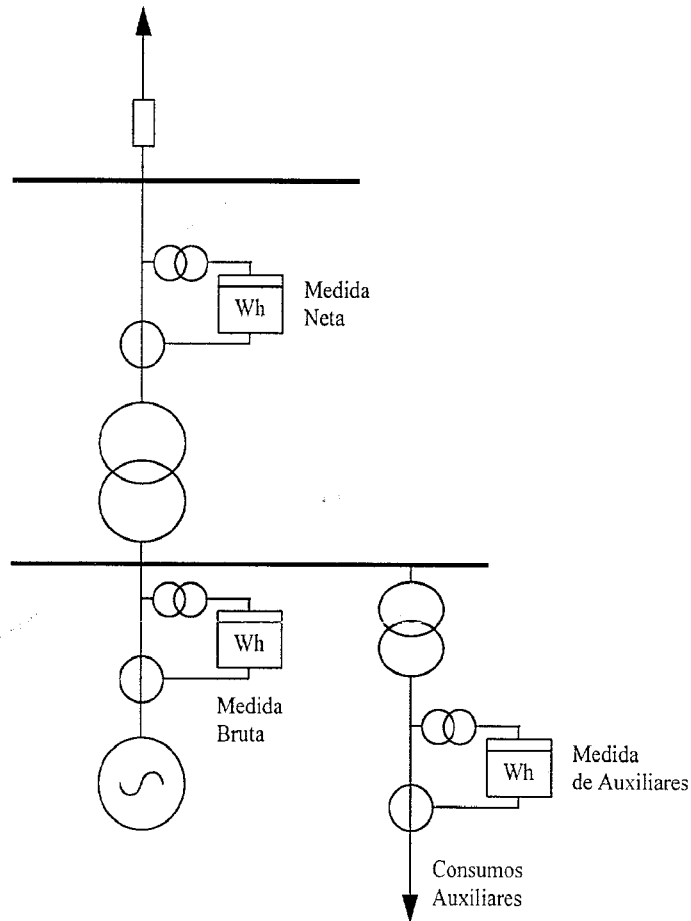 Wh
Medida
Neta
Wh
Medida
Bruta
Wh
Medida
de Auxiliares
Consumos
Auxiliares